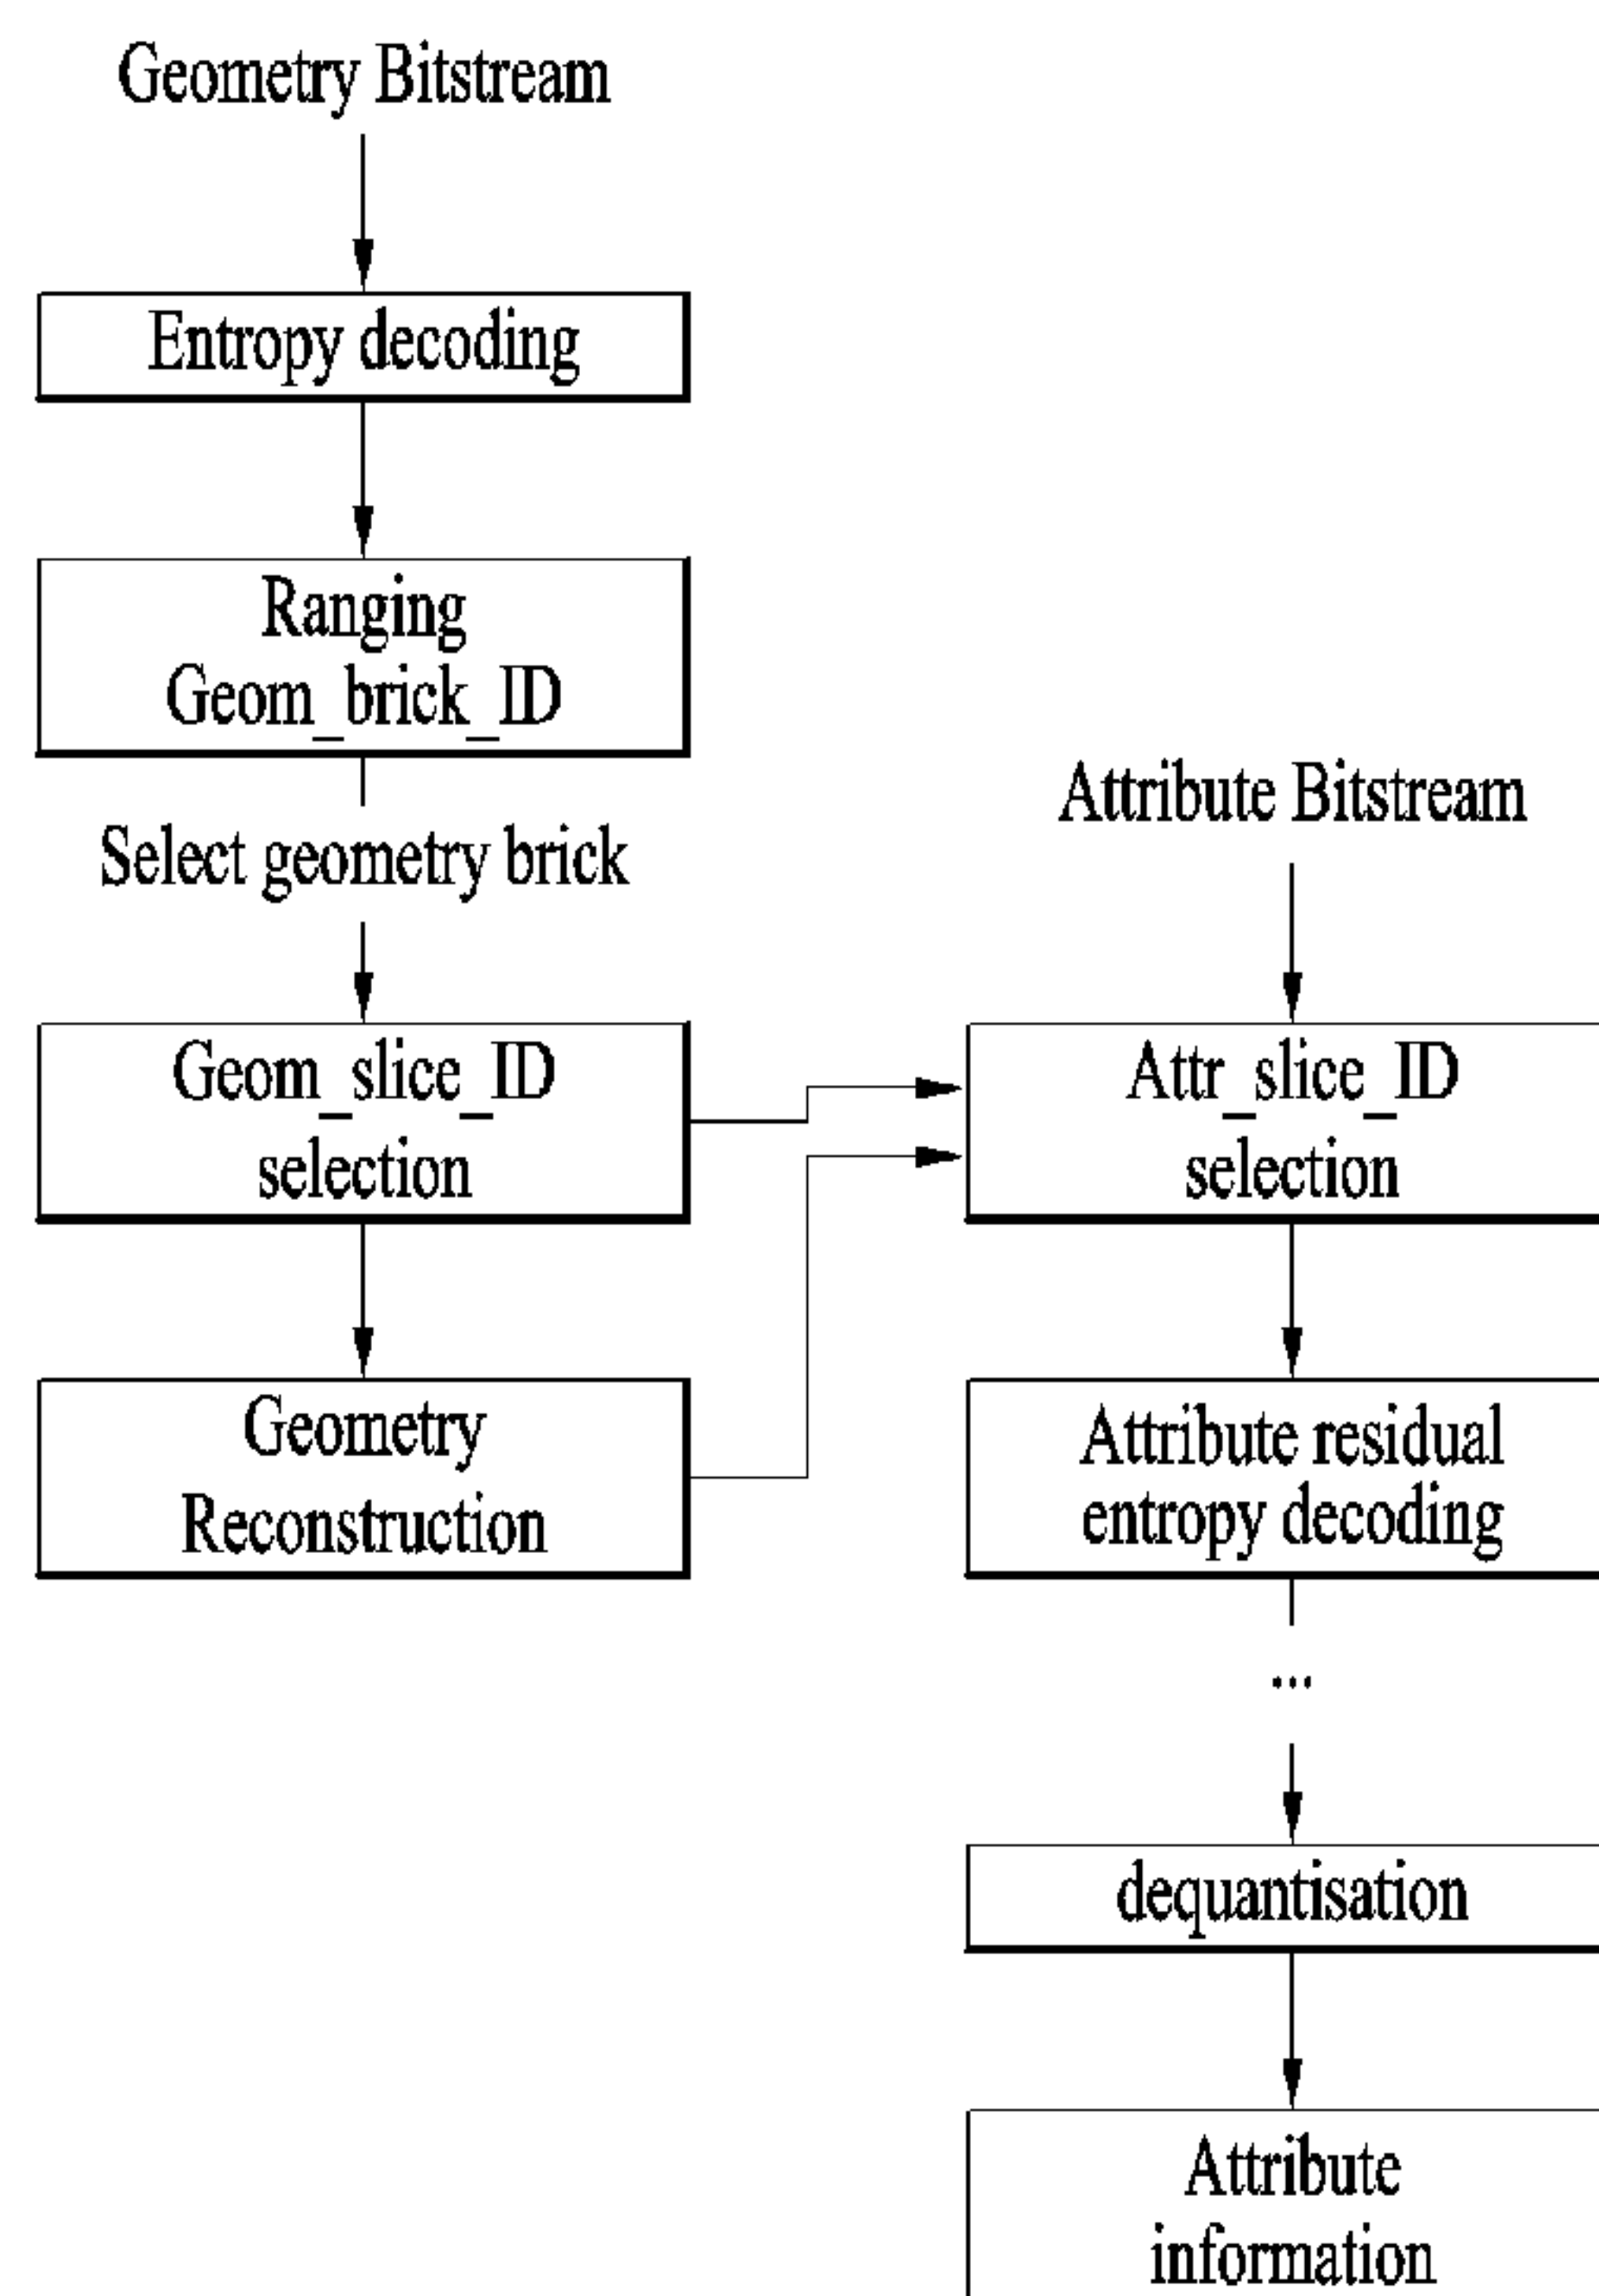 Geometry Bitstream
Entropy decoding
Ranging
Geom_brick_ID
Select geometry brick
Geom_slice_ID
selection
Geometry
Reconstruction
Attribute Bitstream
Attr_slice_ID
selection
Attribute residual
entropy decoding
...
dequantisation
Attribute
information